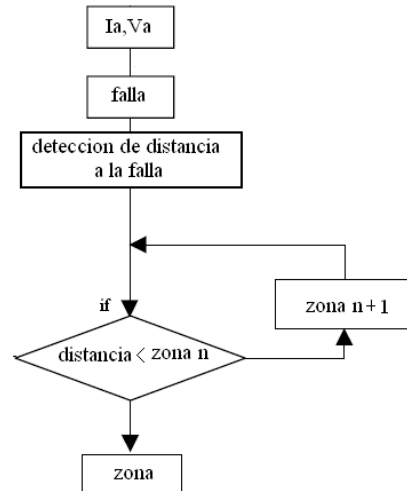 Ia,Va
falla
deteccion de distancia
a la falla
if
zona n+1
distancia < zona n
zona